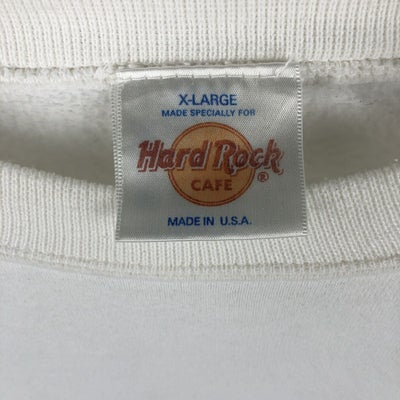 X-LARGE
MADE SPECIALLY FOR
Hard Rock
CAFE ®
MADE IN U.S.A.